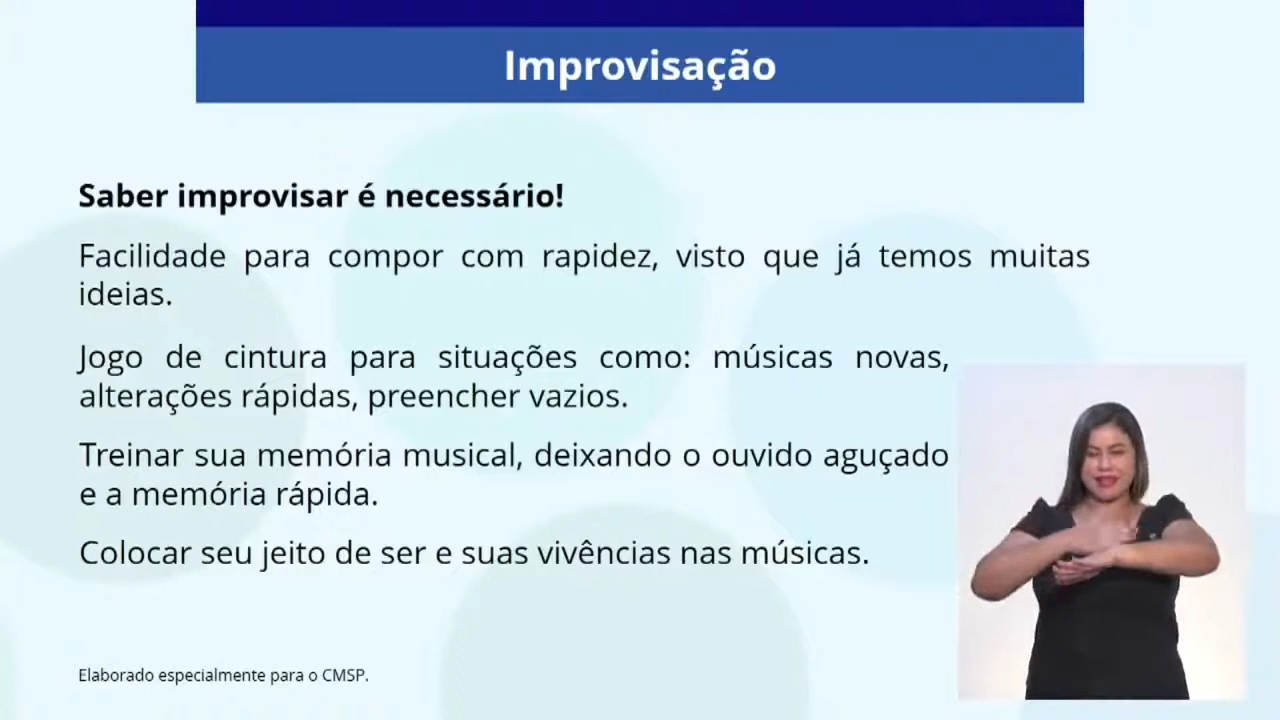 Improvisação
Saber improvisar é necessário!
Facilidade para compor com rapidez, visto que já temos muitas
ideias.
Jogo de cintura para situações como: músicas novas,
alterações rápidas, preencher vazios.
Treinar sua memória musical, deixando o ouvido aguçado
e a memória rápida.
Colocar seu jeito de ser e suas vivências nas músicas.
Elaborado especialmente para o CMSP.